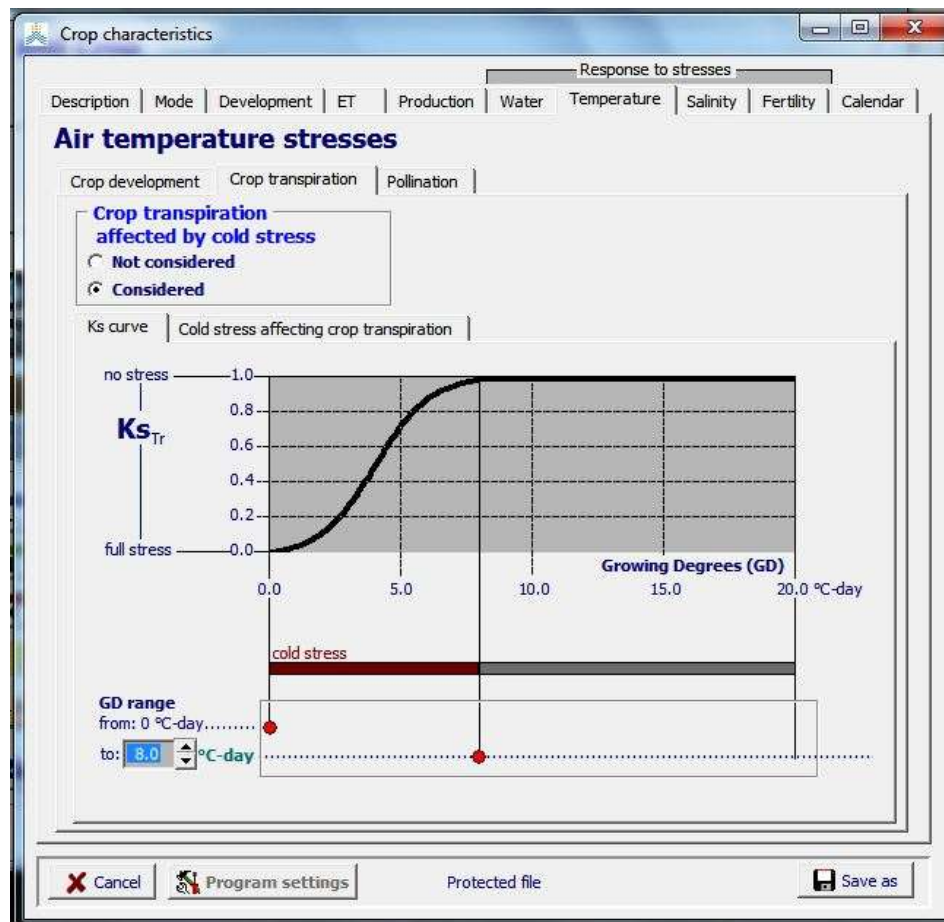 Crop characteristics
Response to stresses
Description Mode Development ET Production Water Temperature Salinity Fertility Calendar
Air temperature stresses
Crop development Crop transpiration Pollination
Crop transpiration
affected by cold stress
Not considered
Considered
Ks curve Cold stress affecting crop transpiration
no stress 1.0
0.8
KsTr
0.6
0.4
0.2
full stress 0.0
Growing Degrees (GD)
0.0 5.0 10.0 15.0 20.0 ºC-day
cold stress
GD range
from: 0 ºC-day.........
to: 8.0 ºC-day
Cancel Program settings Protected file Save as